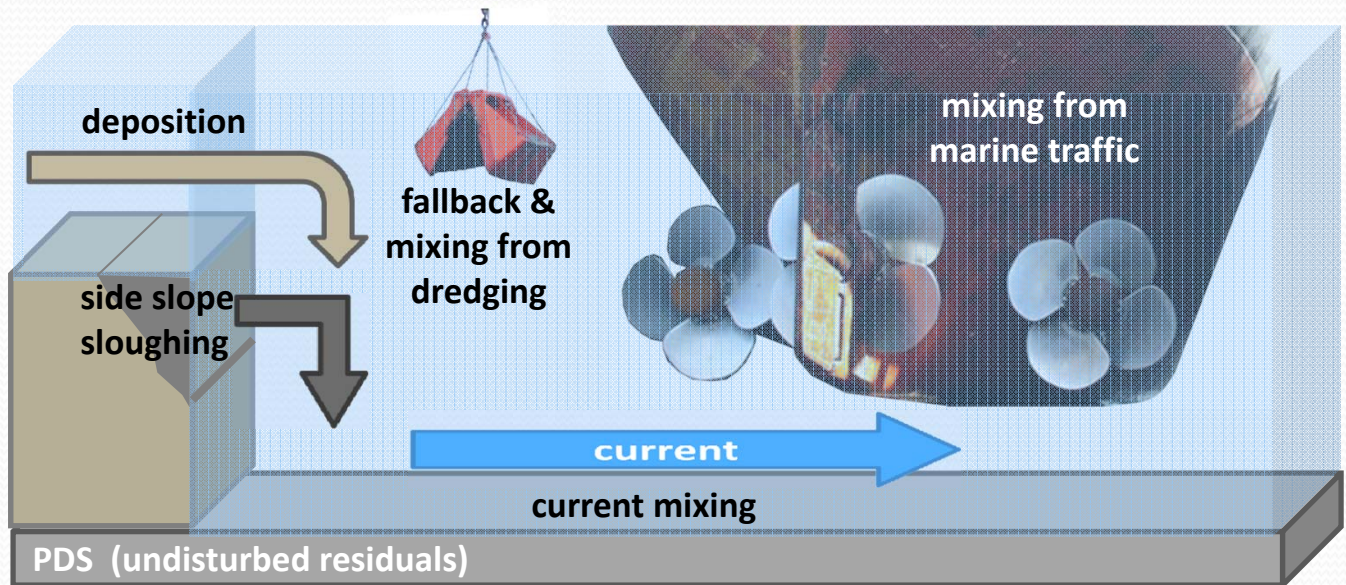 deposition
fallback &
mixing from
dredging
mixing from
marine traffic
side slope
sloughing
current
current mixing
PDS (undisturbed residuals)